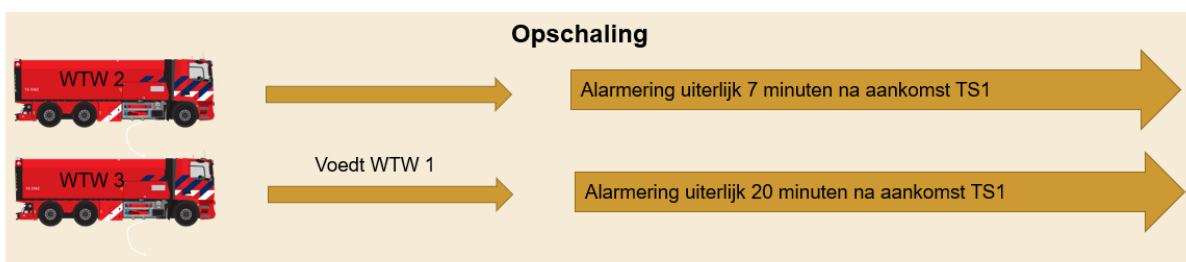 Opschaling
WTW 2
Alarmering uiterlijk 7 minuten na aankomst TS1
WTW 3
Voedt WTW 1
Alarmering uiterlijk 20 minuten na aankomst TS1